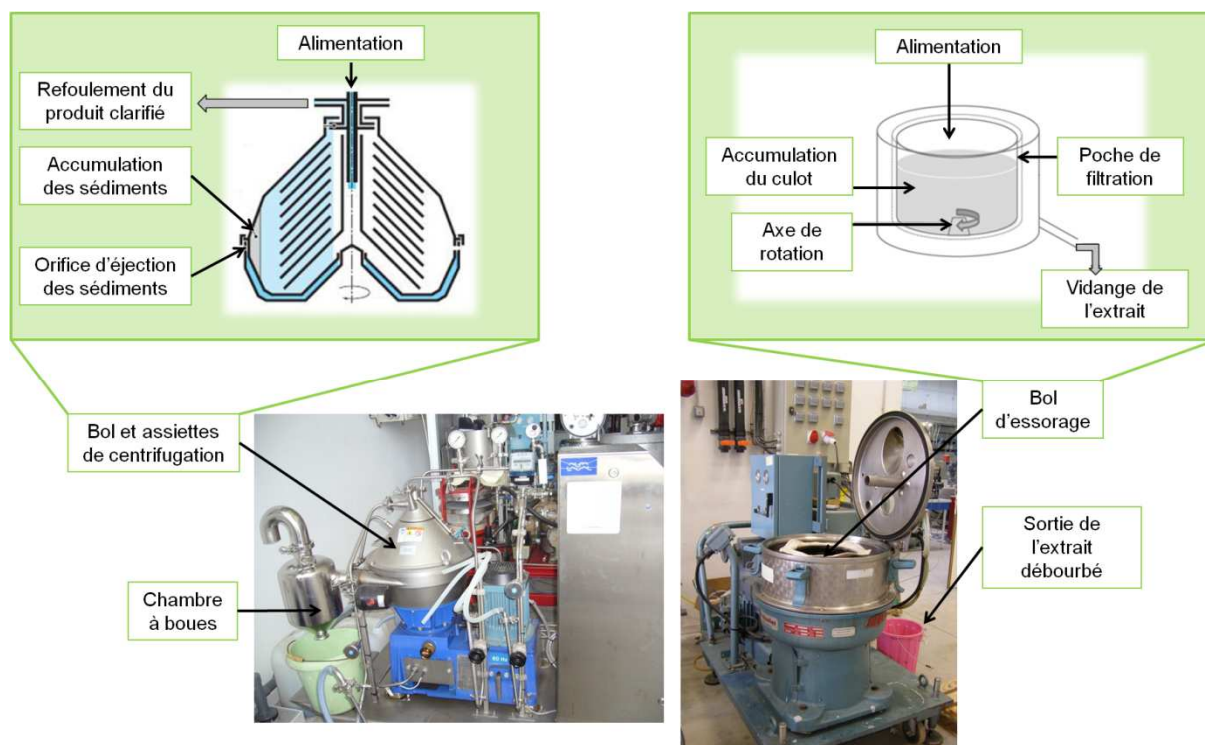 Alimentation
Refoulement du
produit clarifié
Accumulation
des sédiments
Orifice d'éjection
des sédiments
Alimentation
Accumulation
du culot
Poche de
filtration
Axe de
rotation
Vidange de
l'extrait
Bol et assiettes
de centrifugation
Chambre
à boues
Bol
d'essorage
Sortie de
l'extrait
débourbé